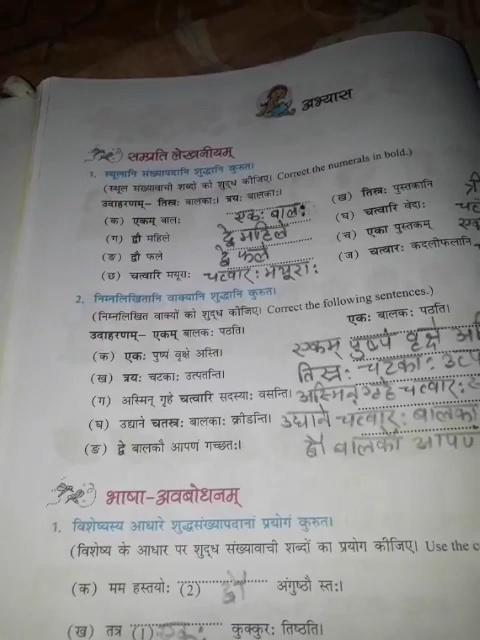 अभ्यास
सम्प्रति लेखनीयम्
1. स्थूलानि संख्यापदानि शुद्धानि कुरुत।
(स्थूल संख्यावाची शब्दों को शुद्ध कीजिए। Correct the numerals in bold.)
उदाहरणम्– तिस्रः बालकाः। त्रयः बालकाः।
(क) एकम् बालः एकः बालः
(ख) तिस्रः पुस्तकानि
(ग) द्वौ महिले द्वे महिले
(घ) चत्वारि वेदाः
(ङ) द्वौ फले द्वे फले
(च) एका पुस्तकम्
(छ) चत्वारि मयूराः चत्वारः मयूराः
(ज) चत्वारः कदलीफलानि
2. निम्नलिखितानि वाक्यानि शुद्धानि कुरुत।
(निम्नलिखित वाक्यों को शुद्ध कीजिए। Correct the following sentences.)
उदाहरणम्– एकम् बालकः पठति। एकः बालकः पठति।
(क) एकः पुष्पं वृक्षे अस्ति। एकम् पुष्पं वृक्षे
(ख) त्रयः चटकाः उत्पतन्ति। तिस्रः चटकाः
(ग) अस्मिन् गृहे चत्वारि सदस्याः वसन्ति। अस्मिन् गृहे चत्वारः
(घ) उद्याने चतस्रः बालकाः क्रीडन्ति। उद्याने चत्वारः बालका
(ङ) द्वे बालकौ आपणं गच्छतः। द्वौ बालकौ आपण
भाषा-अवबोधनम्
1. विशेष्यस्य आधारे शुद्धसंख्यापदानां प्रयोगं कुरुत।
(विशेष्य के आधार पर शुद्ध संख्यावाची शब्दों का प्रयोग कीजिए। Use the
(क) मम हस्तयोः (2) द्वौ अंगुष्ठौ स्तः।
(ख) तत्र (1) एकः कुक्कुरः तिष्ठति।